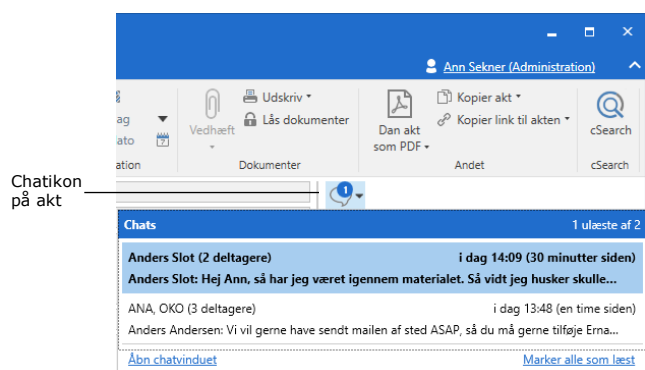 Ann Sekner (Administration)
Udskriv
Kopier akt
ag
Lås dokumenter
Kopier link til akten
ato
7
Vedhæft
Dan akt
som PDF
cSearch
ation
Dokumenter
Andet
cSearch
Chatikon
på akt
1
Chats
1 ulæste af 2
Anders Slot (2 deltagere)
i dag 14:09 (30 minutter siden)
Anders Slot: Hej Ann, så har jeg været igennem materialet. Så vidt jeg husker skulle...
ANA, OKO (3 deltagere)
i dag 13:48 (en time siden)
Anders Andersen: Vi vil gerne have sendt mailen af sted ASAP, så du må gerne tilføje Erna...
Åbn chatvinduet
Marker alle som læst